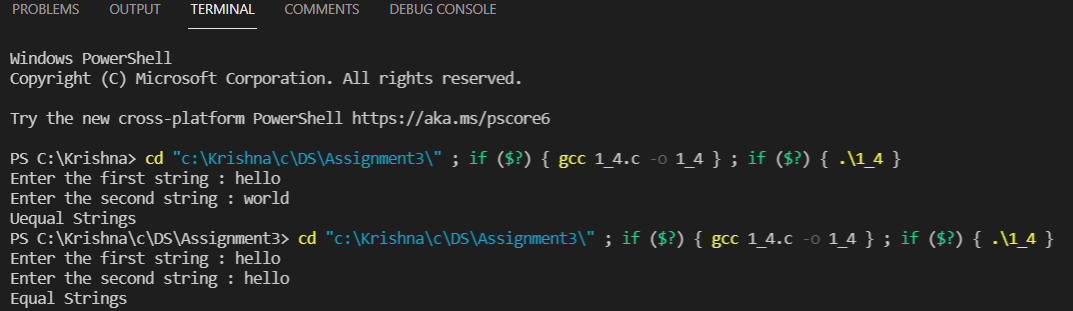 PROBLEMS OUTPUT TERMINAL COMMENTS DEBUG CONSOLE
Windows PowerShell
Copyright (C) Microsoft Corporation. All rights reserved.
Try the new cross-platform PowerShell https://aka.ms/pscore6
PS C:\Krishna> cd "c:\Krishna\c\DS\Assignment3\" ; if ($?) { gcc 1_4.c -o 1_4 } ; if ($?) { .\1_4 }
Enter the first string : hello
Enter the second string : world
Uequal Strings
PS C:\Krishna\c\DS\Assignment3> cd "c:\Krishna\c\DS\Assignment3\" ; if ($?) { gcc 1_4.c -o 1_4 } ; if ($?) { .\1_4 }
Enter the first string : hello
Enter the second string : hello
Equal Strings